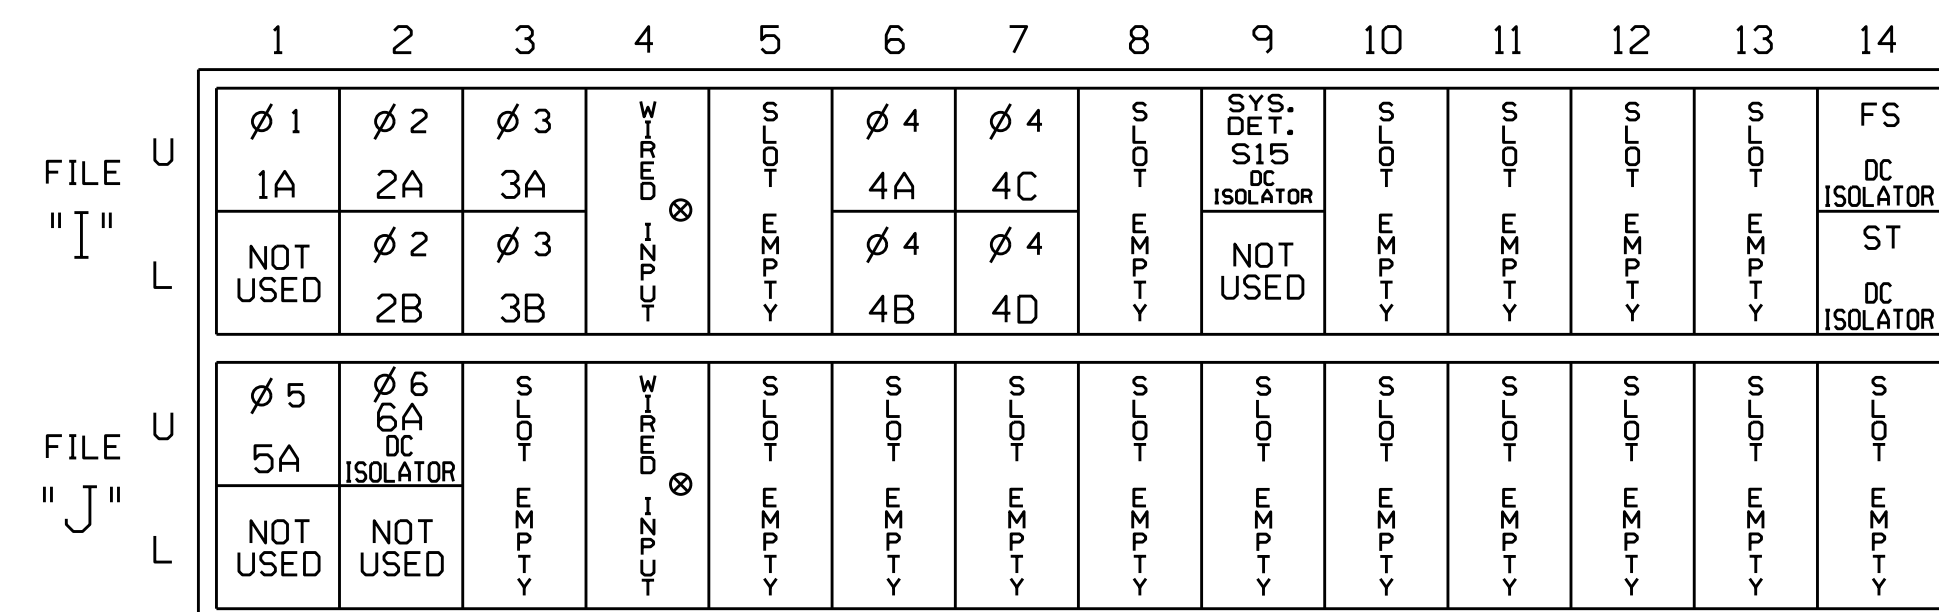 1 2 3 4 5 6 7 8 9 10 11 12 13 14
FILE
"I"
U
L
Ø 1
1A
NOT
USED
Ø 2
2A
Ø 2
2B
Ø 3
3A
Ø 3
3B
WIRED INPUT
⊗
SLOT EMPTY
Ø 4
4A
Ø 4
4B
Ø 4
4C
Ø 4
4D
SLOT EMPTY
SYS.
DET.
S15
DC
ISOLATOR
NOT
USED
SLOT EMPTY
SLOT EMPTY
SLOT EMPTY
SLOT EMPTY
FS
DC
ISOLATOR
ST
DC
ISOLATOR
FILE
"J"
U
L
Ø 5
5A
NOT
USED
Ø 6
6A
DC
ISOLATOR
NOT
USED
SLOT EMPTY
WIRED INPUT
⊗
SLOT EMPTY
SLOT EMPTY
SLOT EMPTY
SLOT EMPTY
SLOT EMPTY
SLOT EMPTY
SLOT EMPTY
SLOT EMPTY
SLOT EMPTY
SLOT EMPTY